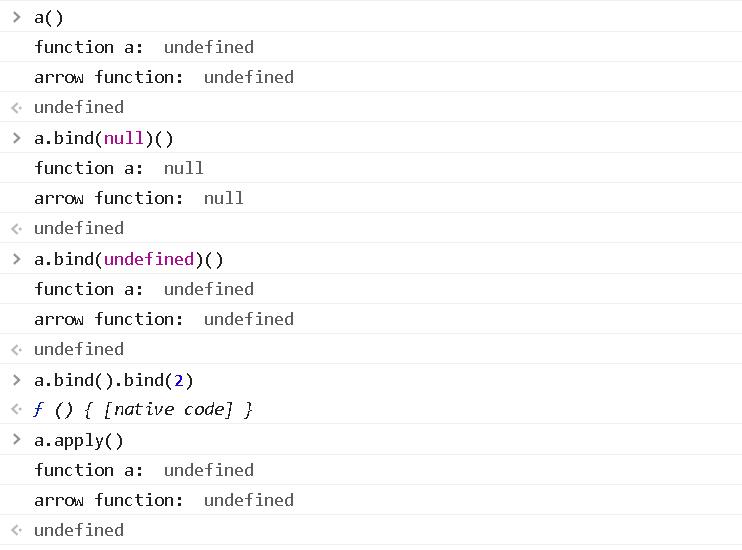 > a()
function a: undefined
arrow function: undefined
<· undefined
> a.bind(null)()
function a: null
arrow function: null
<· undefined
> a.bind(undefined)()
function a: undefined
arrow function: undefined
<· undefined
> a.bind().bind(2)
<· ƒ () { [native code] }
> a.apply()
function a: undefined
arrow function: undefined
<· undefined